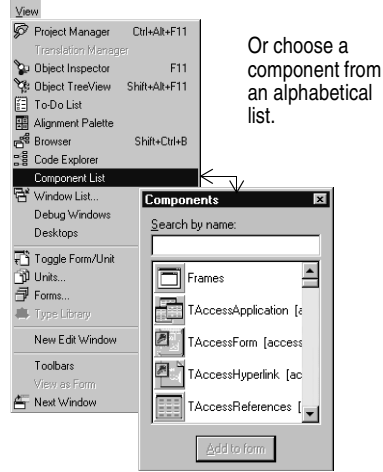 View
Project Manager Ctrl+Alt+F11
Translation Manager
Object Inspector F11
Object TreeView Shift+Alt+F11
To-Do List
Alignment Palette
Browser Shift+Ctrl+B
Code Explorer
Component List
Window List...
Debug Windows
Desktops
Toggle Form/Unit
Units...
Forms...
Type Library
New Edit Window
Toolbars
View as Form
Next Window
Or choose a
component from
an alphabetical
list.
Components
Search by name:
Frames
TAccessApplication [a
TAccessForm [access
TAccessHyperlink [ac
TAccessReferences [
Add to form